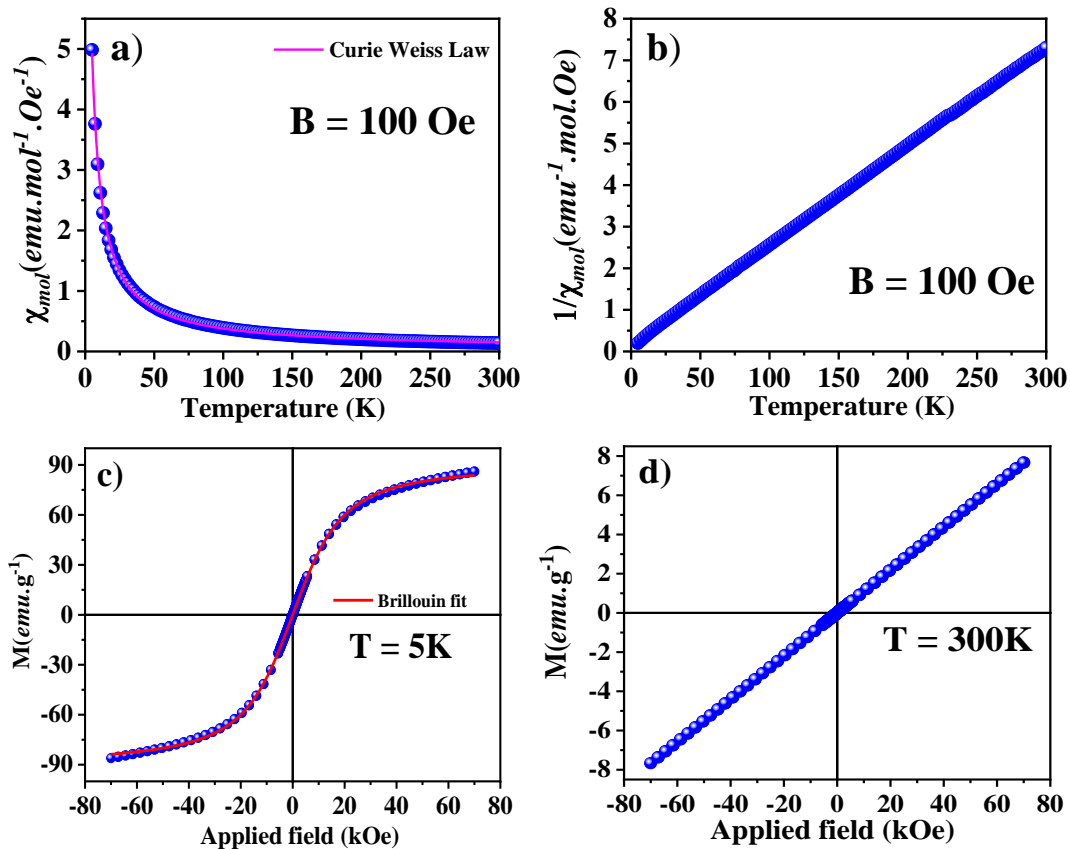 a)
Curie Weiss Law
B = 100 Oe
χmol(emu.mol⁻¹.Oe⁻¹)
5
4
3
2
1
0
0 50 100 150 200 250 300
Temperature (K)
b)
B = 100 Oe
1/χmol(emu⁻¹.mol.Oe)
8
7
6
5
4
3
2
1
0
0 50 100 150 200 250 300
Temperature (K)
c)
Brillouin fit
T = 5K
M(emu.g⁻¹)
90
60
30
0
-30
-60
-90
-80 -60 -40 -20 0 20 40 60 80
Applied field (kOe)
d)
T = 300K
M(emu.g⁻¹)
8
6
4
2
0
-2
-4
-6
-8
-80 -60 -40 -20 0 20 40 60 80
Applied field (kOe)